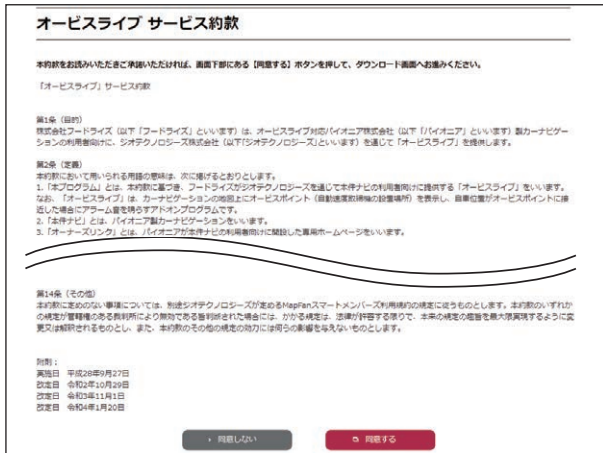 オービスライブ サービス約款
本約款をお読みいただきご承諾いただければ、画面下部にある【同意する】ボタンを押して、ダウンロード画面へお進みください。
「オービスライブ」サービス約款
第1条（目的）
株式会社フードライズ（以下「フードライズ」といいます）は、オービスライブ対応パイオニア株式会社（以下「パイオニア」といいます）製カーナビゲー
ションの利用者向けに、ジオテクノロジーズ株式会社（以下「ジオテクノロジーズ」といいます）を通じて「オービスライブ」を提供します。
第2条（定義）
本約款において用いられる用語の意味は、次に掲げるとおりとします。
1.「本プログラム」とは、本約款に基づき、フードライズがジオテクノロジーズを通じて本件ナビの利用者向けに提供する「オービスライブ」をいいます。
なお、「オービスライブ」は、カーナビゲーションの地図上にオービスポイント（自動速度取締機の設置場所）を表示し、自車位置がオービスポイントに接
近した場合にアラーム音を鳴らすアドオンプログラムです。
2.「本件ナビ」とは、パイオニア製カーナビゲーションをいいます。
3.「オーナーズリンク」とは、パイオニアが本件ナビの利用者向けに開設した専用ホームページをいいます。
第14条（その他）
本約款に定めのない事項については、別途ジオテクノロジーズが定めるMapFanスマートメンバーズ利用規約の規定に従うものとします。本約款のいずれか
の規定が管轄権のある裁判所により無効である旨判断された場合には、かかる規定は、法律が許容する限りで、本来の規定の趣旨を最大限実現するように変
更又は解釈されるものとし、また、本約款のその他の規定の効力には何らの影響を与えないものとします。
附則：
実施日 平成28年9月27日
改定日 令和2年10月29日
改定日 令和3年11月1日
改定日 令和4年1月20日
同意しない 同意する